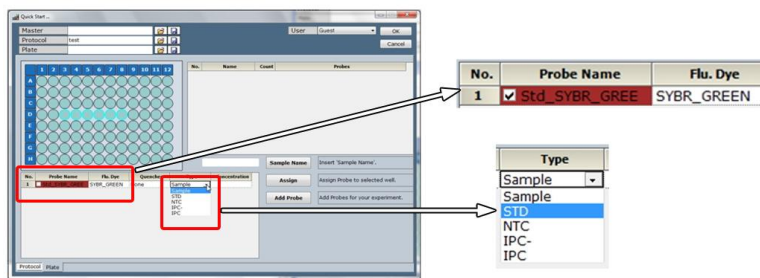 Quick Start ...
Master
User Guest OK
Protocol test
Cancel
Plate
1 2 3 4 5 6 7 8 9 10 11 12
No. Name Count Probes
A
B
C
D
E
F
G
H
Sample Name Insert 'Sample Name'.
No. Probe Name Flu. Dye
1 SYBR_GREEN Sample
Assign Assign Probe to selected well.
Sample
STD
NTC
IPC-
IPC
Add Probe Add Probes for your experiment.
Protocol Plate
No. Probe Name Flu. Dye
1 Std_SYBR_GREE SYBR_GREEN
Type
Sample
Sample
STD
NTC
IPC-
IPC